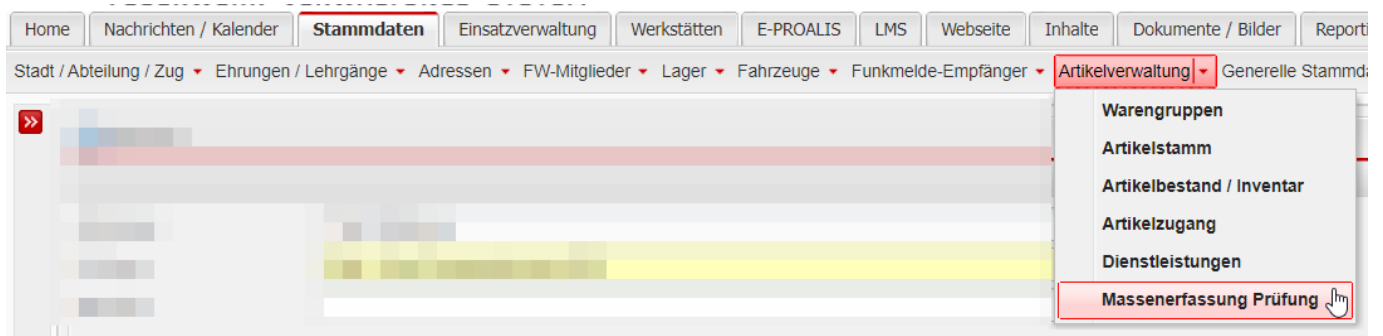 Home Nachrichten / Kalender Stammdaten Einsatzverwaltung Werkstätten E-PROALIS LMS Webseite Inhalte Dokumente / Bilder
Stadt / Abteilung / Zug Ehrungen / Lehrgänge Adressen FW-Mitglieder Lager Fahrzeuge Funkmelde-Empfänger Artikelverwaltung Generelle
Warengruppen
Artikelstamm
Artikelbestand / Inventar
Artikelzugang
Dienstleistungen
Massenerfassung Prüfung